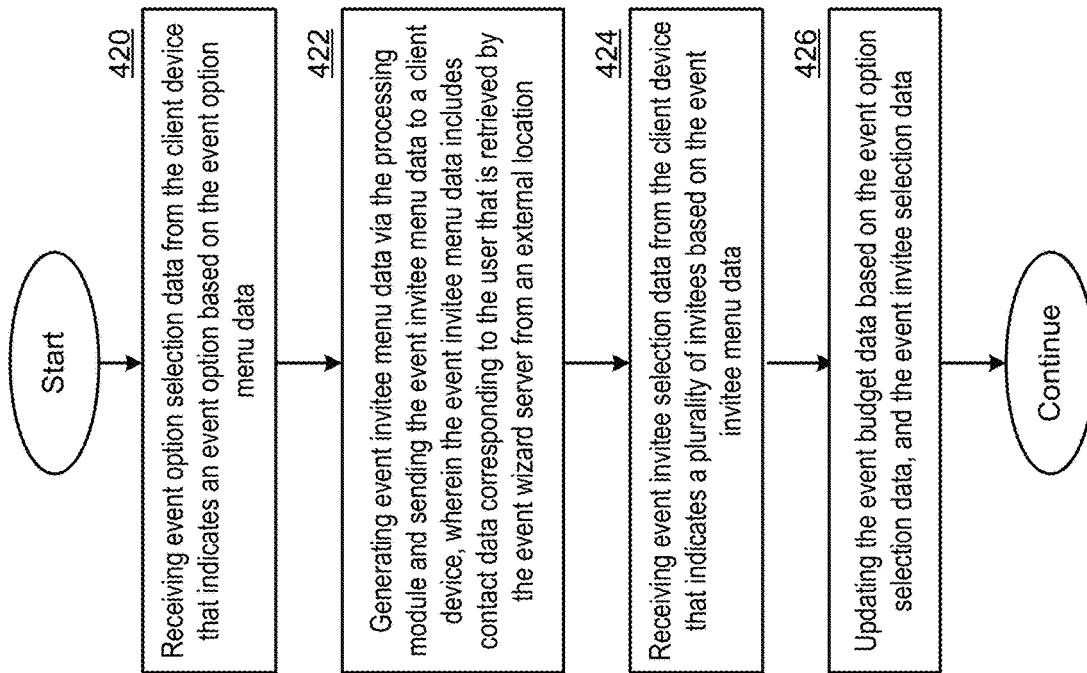 Start
420
Receiving event option selection data from the client device
that indicates an event option based on the event option
menu data
422
Generating event invitee menu data via the processing
module and sending the event invitee menu data to a client
device, wherein the event invitee menu data includes
contact data corresponding to the user that is retrieved by
the event wizard server from an external location
424
Receiving event invitee selection data from the client device
that indicates a plurality of invitees based on the event
invitee menu data
426
Updating the event budget data based on the event option
selection data, and the event invitee selection data
Continue